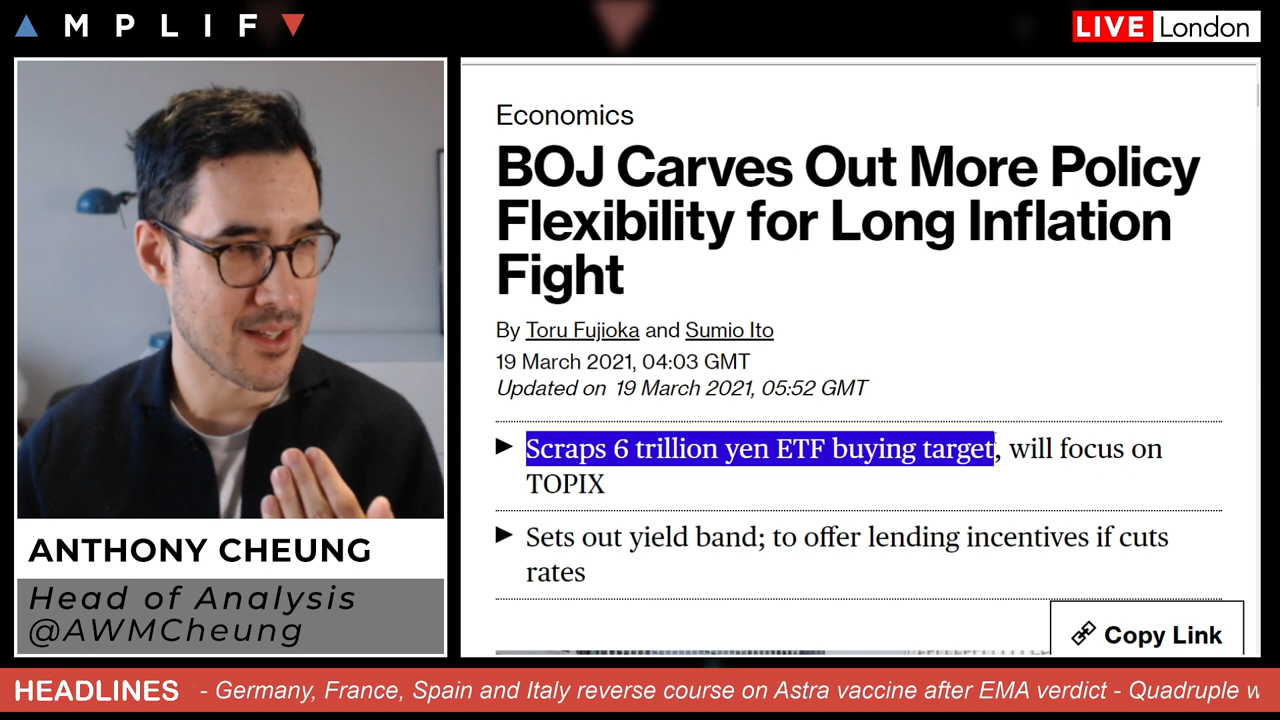 AMPLIFY
LIVE London
Economics
BOJ Carves Out More Policy
Flexibility for Long Inflation
Fight
By Toru Fujioka and Sumio Ito
19 March 2021, 04:03 GMT
Updated on 19 March 2021, 05:52 GMT
Scraps 6 trillion yen ETF buying target, will focus on
TOPIX
Sets out yield band; to offer lending incentives if cuts
rates
Copy Link
ANTHONY CHEUNG
Head of Analysis
@AWMCheung
HEADLINES - Germany, France, Spain and Italy reverse course on Astra vaccine after EMA verdict - Quadruple